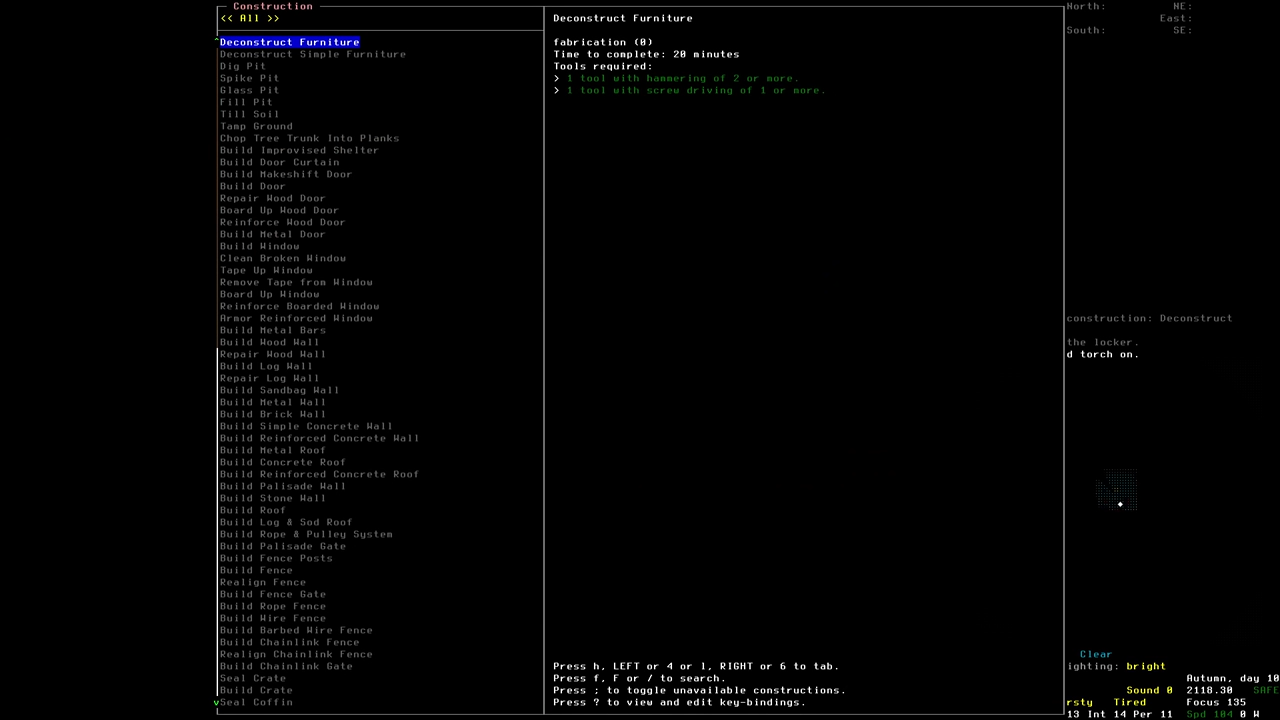 Construction
<< All >>
Deconstruct Furniture
Deconstruct Simple Furniture
Dig Pit
Spike Pit
Glass Pit
Fill Pit
Till Soil
Tamp Ground
Chop Tree Trunk Into Planks
Build Improvised Shelter
Build Door Curtain
Build Makeshift Door
Build Door
Repair Wood Door
Board Up Wood Door
Reinforce Wood Door
Build Metal Door
Build Window
Clean Broken Window
Tape Up Window
Remove Tape from Window
Board Up Window
Reinforce Boarded Window
Armor Reinforced Window
Build Metal Bars
Build Wood Wall
Repair Wood Wall
Build Log Wall
Repair Log Wall
Build Sandbag Wall
Build Metal Wall
Build Brick Wall
Build Simple Concrete Wall
Build Reinforced Concrete Wall
Build Metal Roof
Build Concrete Roof
Build Reinforced Concrete Roof
Build Palisade Wall
Build Stone Wall
Build Roof
Build Log & Sod Roof
Build Rope & Pulley System
Build Palisade Gate
Build Fence Posts
Build Fence
Realign Fence
Build Fence Gate
Build Rope Fence
Build Wire Fence
Build Barbed Wire Fence
Build Chainlink Fence
Realign Chainlink Fence
Build Chainlink Gate
Seal Crate
Build Crate
Seal Coffin
Deconstruct Furniture
fabrication (0)
Time to complete: 20 minutes
Tools required:
> 1 tool with hammering of 2 or more.
> 1 tool with screw driving of 1 or more.
Press h, LEFT or 4 or l, RIGHT or 6 to tab.
Press f, F or / to search.
Press ; to toggle unavailable constructions.
Press ? to view and edit key-bindings.
North: NE:
East:
South: SE:
construction: Deconstruct
the locker.
d torch on.
Clear
ighting: bright
Autumn, day 10
Sound 0 2118.30 SAFE
rsty Tired Focus 135
13 Int 14 Per 11 Spd 104 0 W